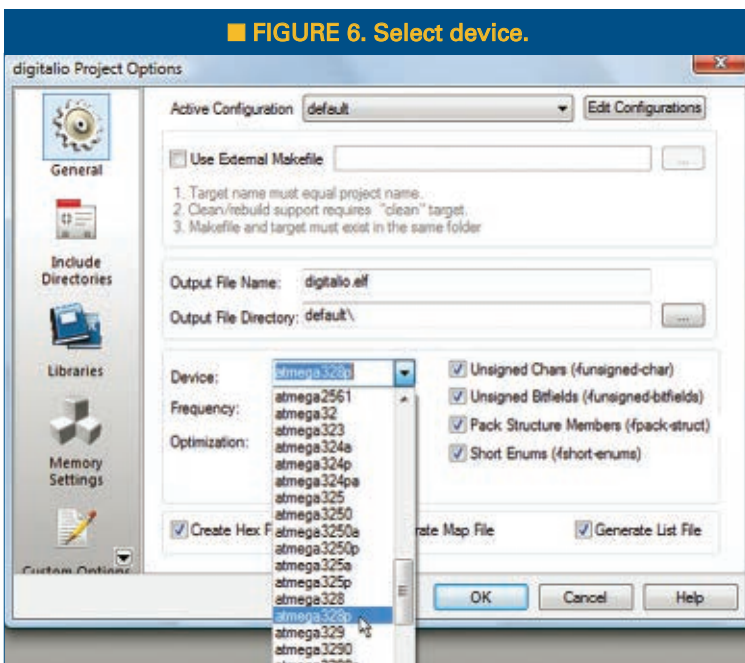 ■ FIGURE 6. Select device.
digitalio Project Options
Active Configuration default Edit Configurations
General
Use External Makefile ...
1. Target name must equal project name.
2. Clean/rebuild support requires "clean" target.
3. Makefile and target must exist in the same folder
Include
Directories
Output File Name: digitalio.elf
Output File Directory: default\ ...
Libraries
Device: atmega328p
Unsigned Chars (-funsigned-char)
Frequency:
Unsigned Bitfields (-funsigned-bitfields)
Optimization:
Pack Structure Members (-fpack-struct)
Short Enums (-fshort-enums)
atmega2561
atmega32
atmega323
atmega324a
atmega324p
atmega324pa
atmega325
atmega3250
atmega3250a
atmega3250p
atmega325a
atmega325p
atmega328
atmega328p
atmega329
atmega3290
Memory
Settings
Create Hex F
rate Map File
Generate List File
Custom Options
OK Cancel Help